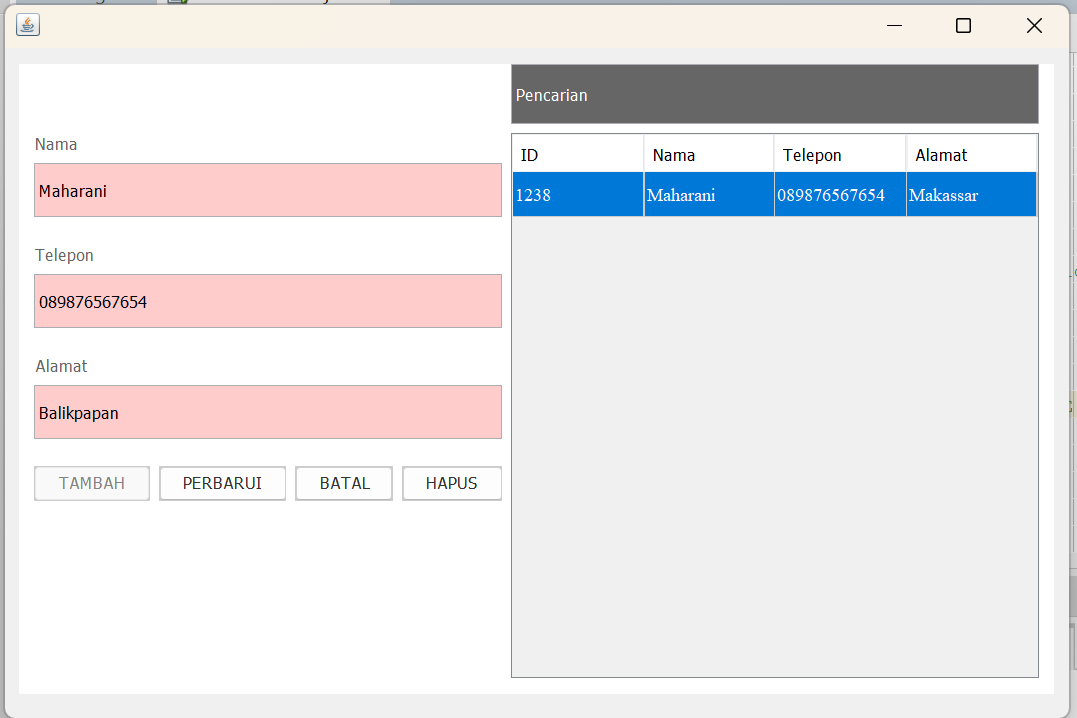 Nama
Maharani
Telepon
089876567654
Alamat
Balikpapan
TAMBAH PERBARUI BATAL HAPUS
Pencarian
ID Nama Telepon Alamat
1238 Maharani 089876567654 Makassar